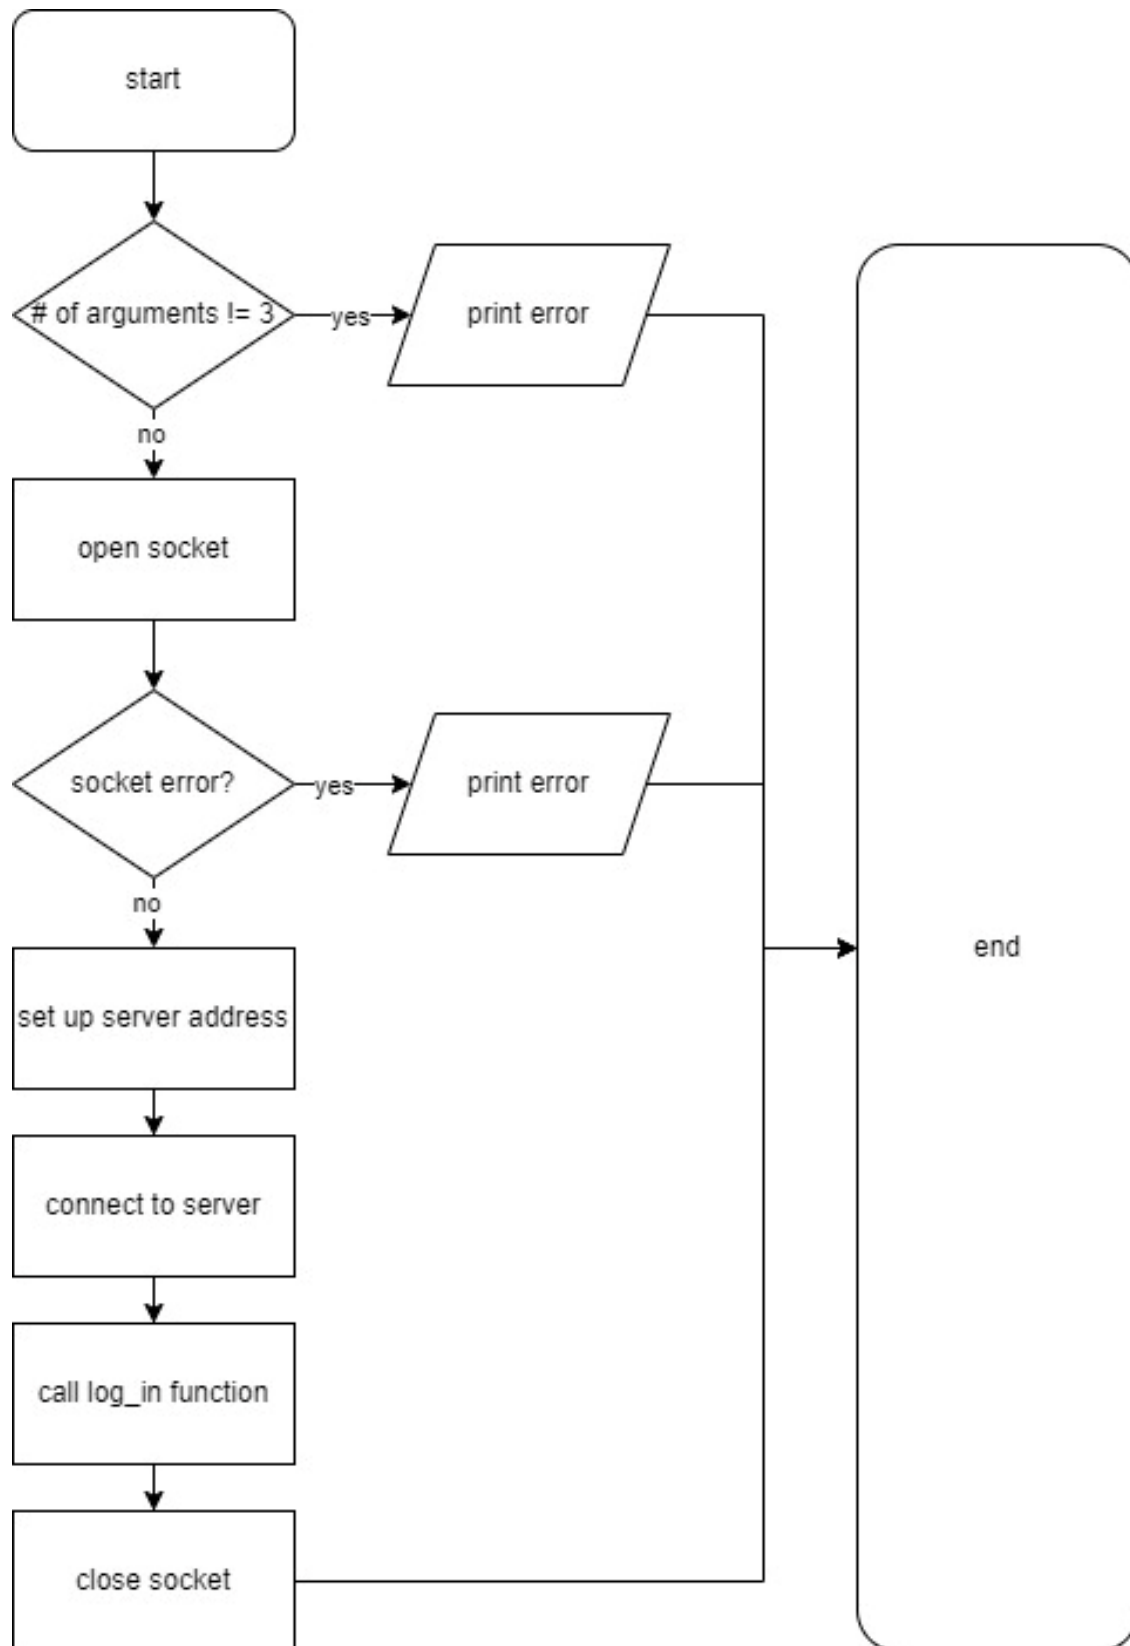 start
# of arguments != 3
yes
print error
no
open socket
socket error?
yes
print error
no
set up server address
end
connect to server
call log_in function
close socket